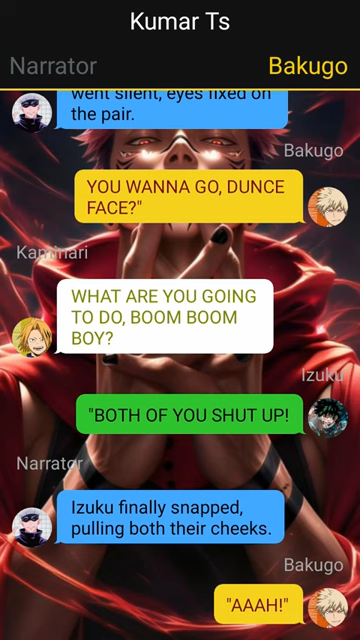 Kumar Ts
Narrator
Bakugo
went silent, eyes fixed on
the pair.
Bakugo
YOU WANNA GO, DUNCE
FACE?"
Kaminari
WHAT ARE YOU GOING
TO DO, BOOM BOOM
BOY?
Izuku
"BOTH OF YOU SHUT UP!
Narrator
Izuku finally snapped,
pulling both their cheeks.
Bakugo
"AAAH!"